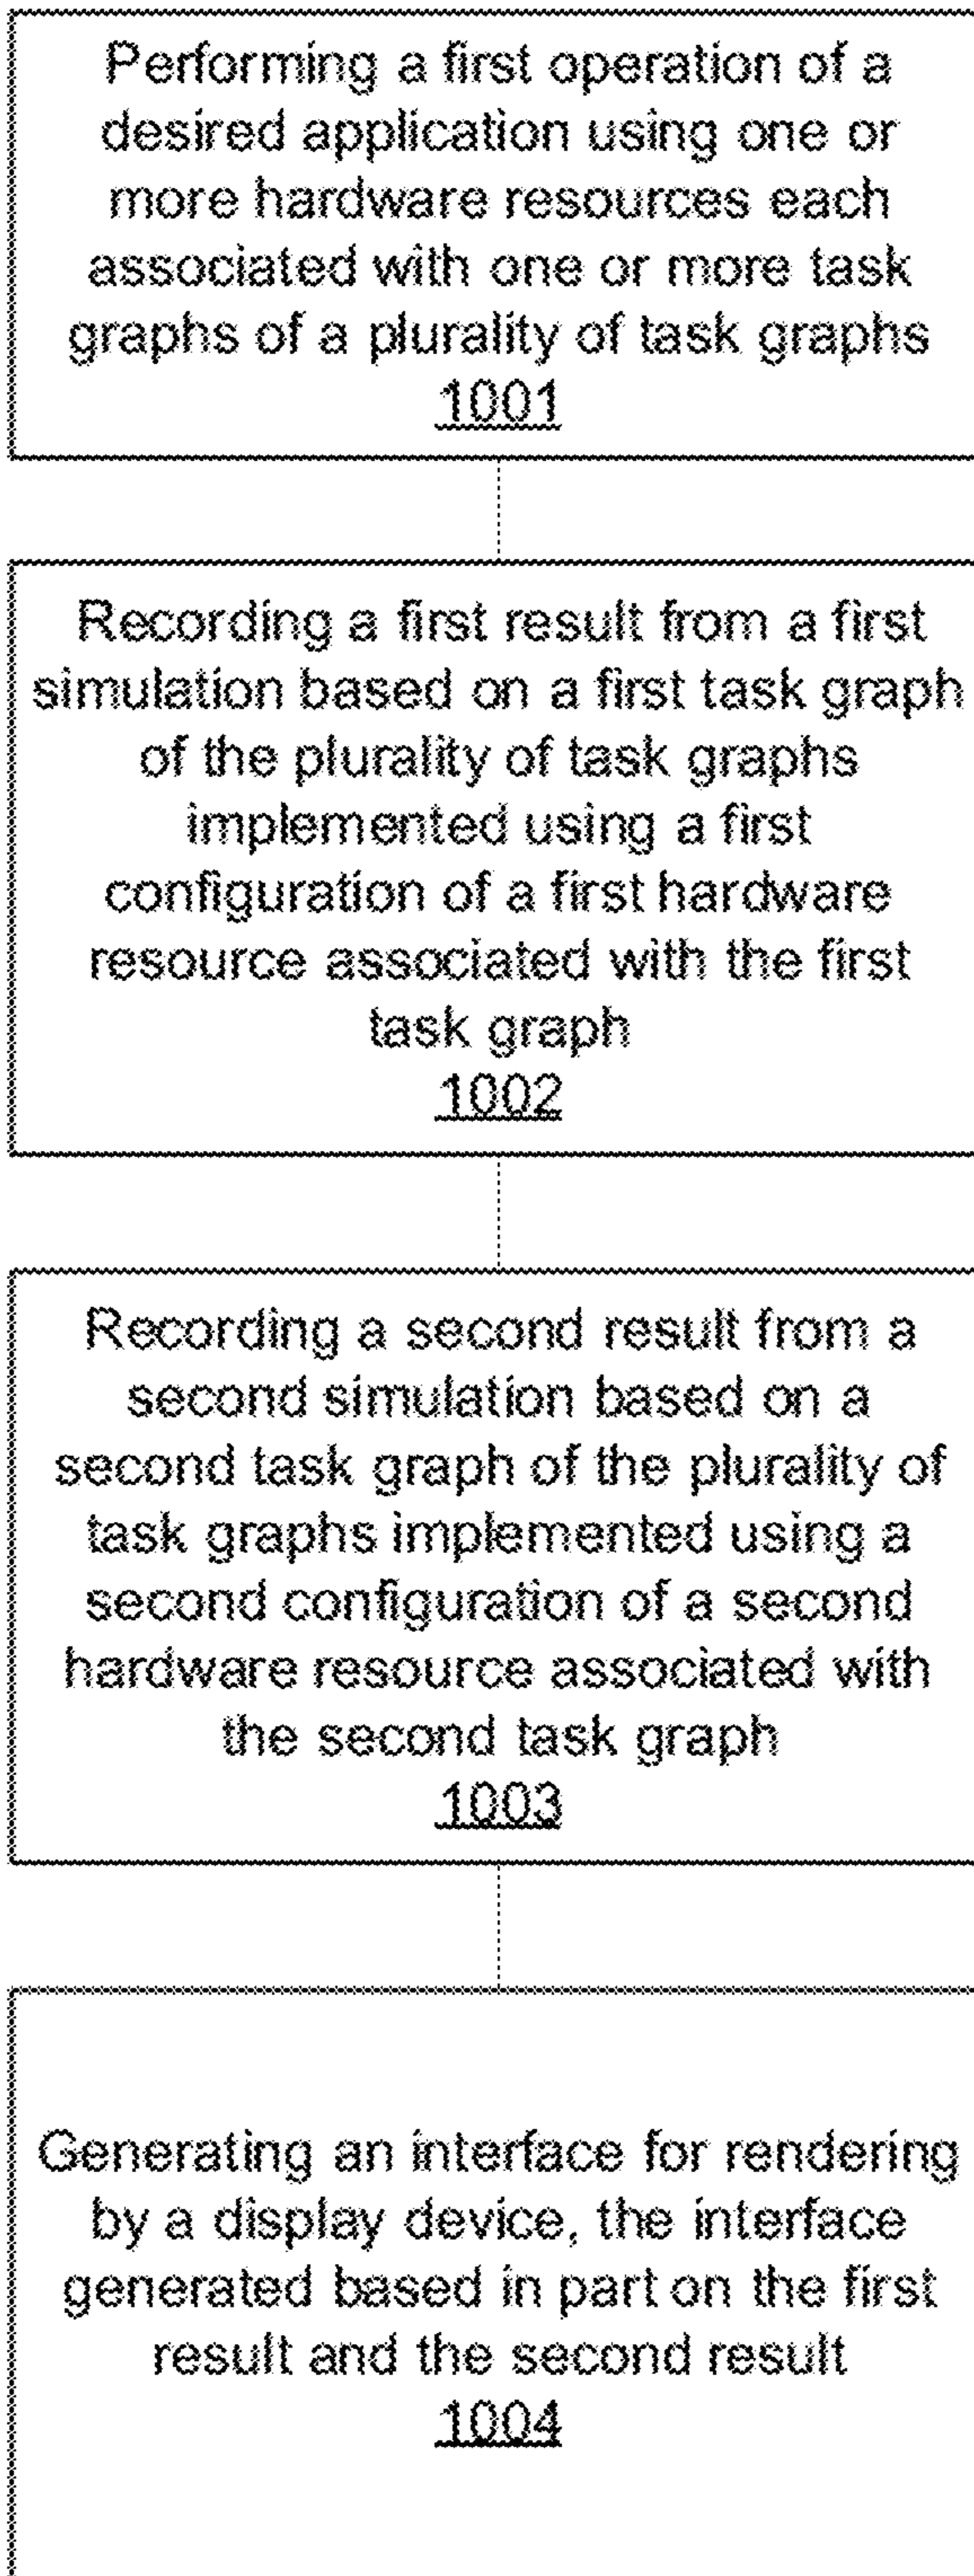 Performing a first operation of a
desired application using one or
more hardware resources each
associated with one or more task
graphs of a plurality of task graphs
1001
Recording a first result from a first
simulation based on a first task graph
of the plurality of task graphs
implemented using a first
configuration of a first hardware
resource associated with the first
task graph
1002
Recording a second result from a
second simulation based on a
second task graph of the plurality of
task graphs implemented using a
second configuration of a second
hardware resource associated with
the second task graph
1003
Generating an interface for rendering
by a display device, the interface
generated based in part on the first
result and the second result
1004